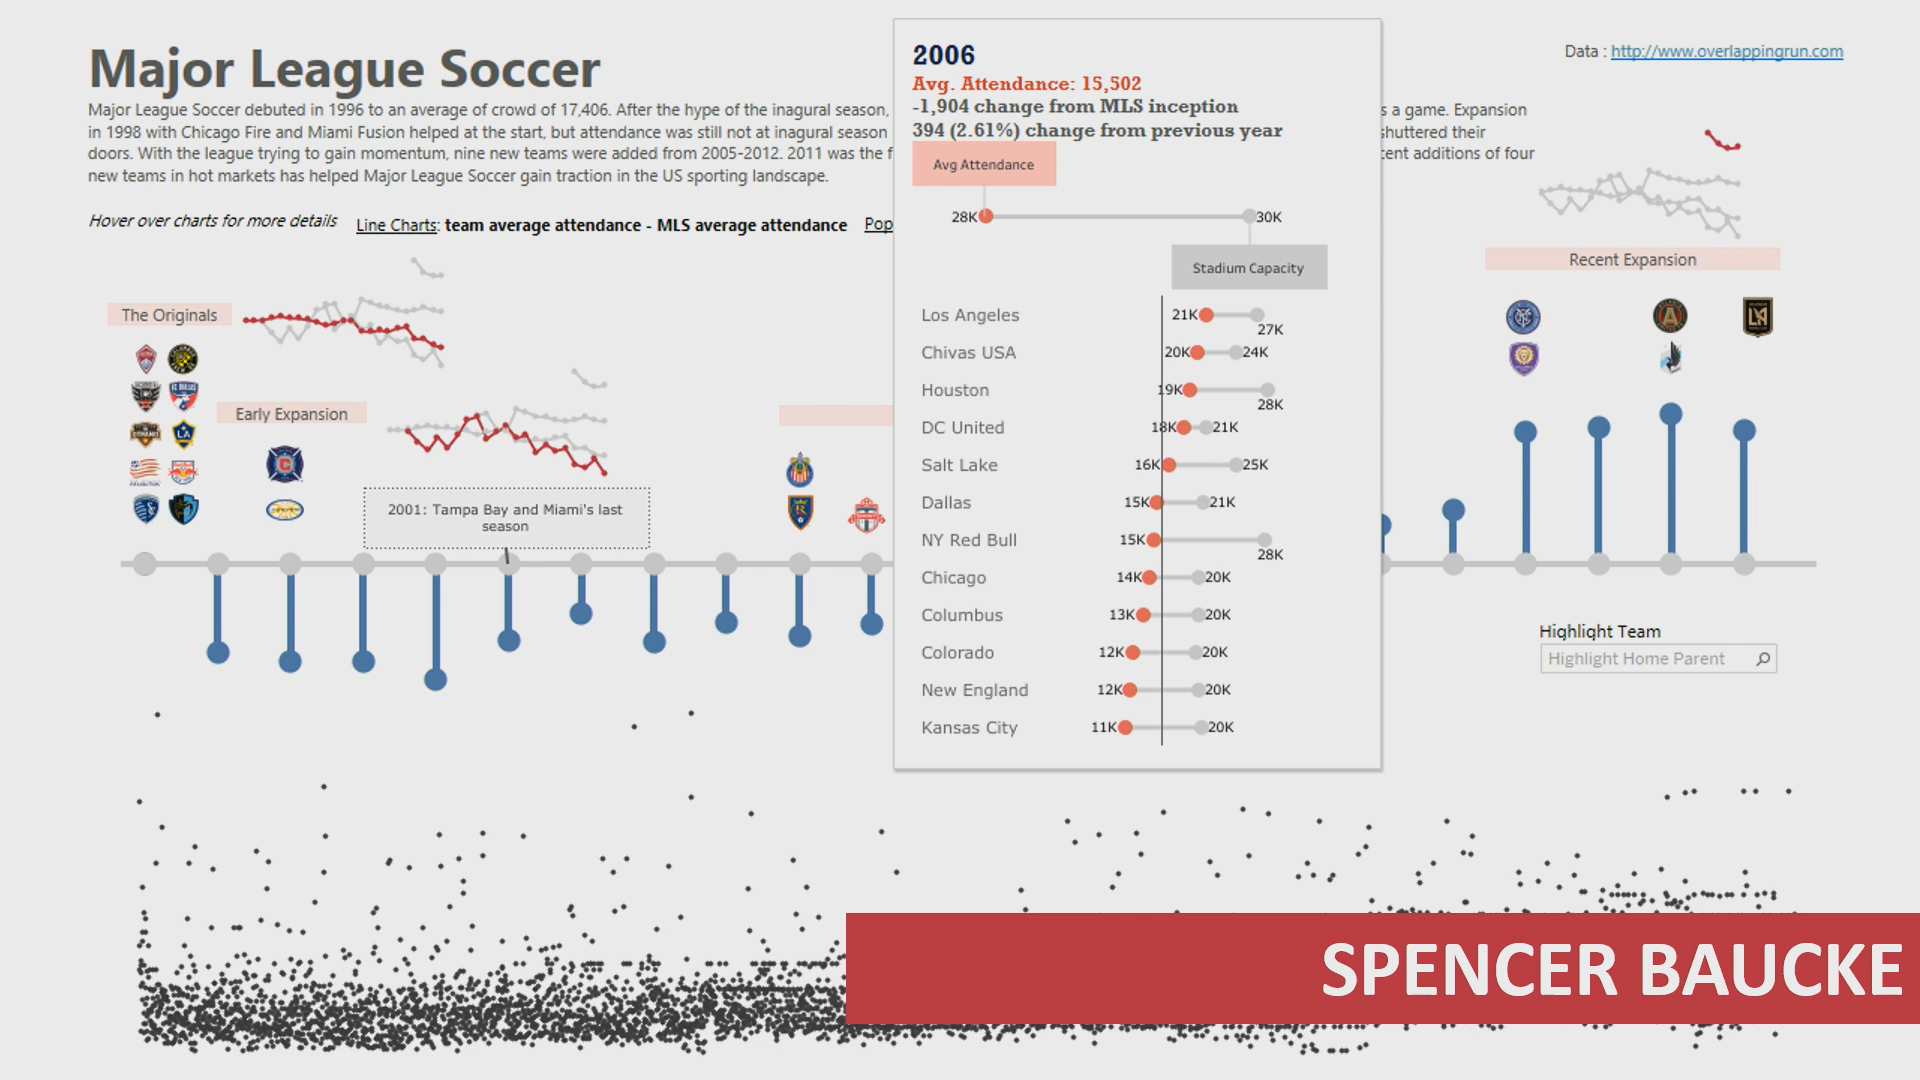 Major League Soccer
Data : http://www.overlappingrun.com
Major League Soccer debuted in 1996 to an average of crowd of 17,406. After the hype of the inagural season,
s a game. Expansion
in 1998 with Chicago Fire and Miami Fusion helped at the start, but attendance was still not at inagural season
shuttered their
doors. With the league trying to gain momentum, nine new teams were added from 2005-2012. 2011 was the f
cent additions of four
new teams in hot markets has helped Major League Soccer gain traction in the US sporting landscape.
Hover over charts for more details
Line Charts: team average attendance - MLS average attendance
Pop
2006
Avg. Attendance: 15,502
-1,904 change from MLS inception
394 (2.61%) change from previous year
Avg Attendance
28K 30K
Stadium Capacity
Los Angeles 21K 27K
Chivas USA 20K 24K
Houston 19K 28K
DC United 18K 21K
Salt Lake 16K 25K
Dallas 15K 21K
NY Red Bull 15K 28K
Chicago 14K 20K
Columbus 13K 20K
Colorado 12K 20K
New England 12K 20K
Kansas City 11K 20K
The Originals
Early Expansion
2001: Tampa Bay and Miami's last
season
Recent Expansion
Highlight Team
Highlight Home Parent
SPENCER BAUCKE